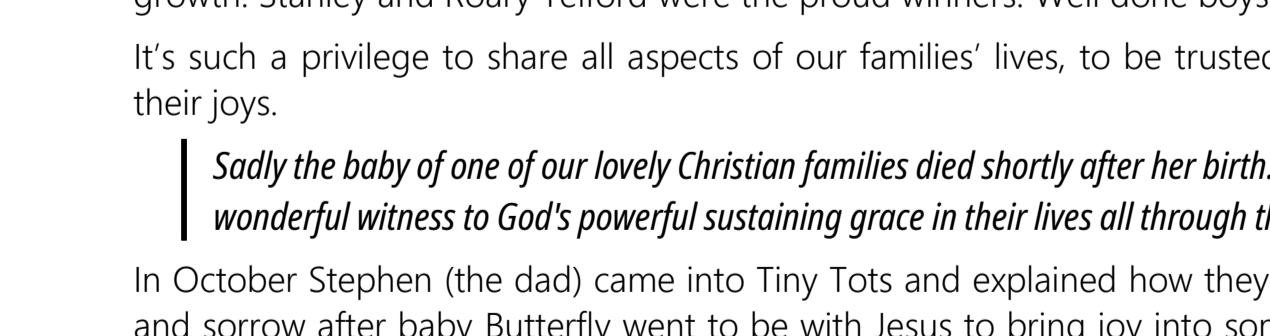 growth. Stanley and Roary Telford were the proud winners. Well done boys
It’s such a privilege to share all aspects of our families’ lives, to be trusted
their joys.
Sadly the baby of one of our lovely Christian families died shortly after her birth.
wonderful witness to God's powerful sustaining grace in their lives all through
In October Stephen (the dad) came into Tiny Tots and explained how they
and sorrow after baby Butterfly went to be with Jesus to bring joy into